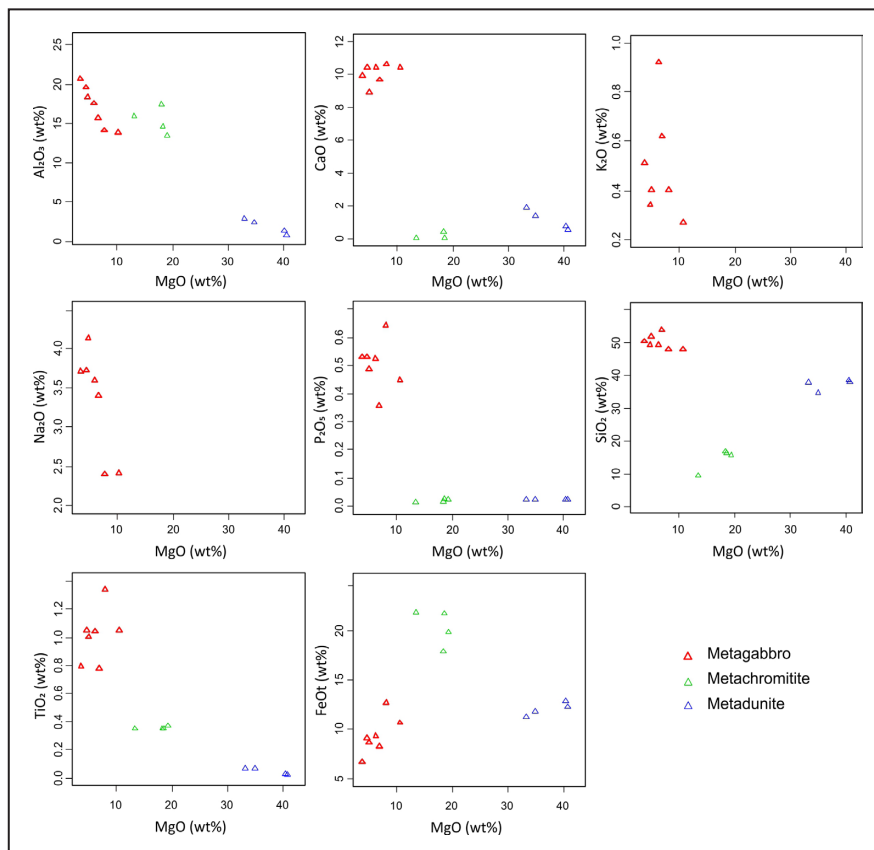 Al₂O₃ (wt%)
25
20
15
10
5
0
10 20 30 40
MgO (wt%)
CaO (wt%)
12
10
8
6
4
2
0
10 20 30 40
MgO (wt%)
K₂O (wt%)
1.0
0.8
0.6
0.4
0.2
10 20 30 40
MgO (wt%)
Na₂O (wt%)
4.0
3.5
3.0
2.5
2.0
10 20 30 40
MgO (wt%)
P₂O₅ (wt%)
0.6
0.5
0.4
0.3
0.2
0.1
0.0
10 20 30 40
MgO (wt%)
SiO₂ (wt%)
50
40
30
20
10
0
10 20 30 40
MgO (wt%)
TiO₂ (wt%)
1.2
1.0
0.8
0.6
0.4
0.2
0.0
10 20 30 40
MgO (wt%)
FeOt (wt%)
20
15
10
5
10 20 30 40
MgO (wt%)
Metagabbro
Metachromitite
Metadunite